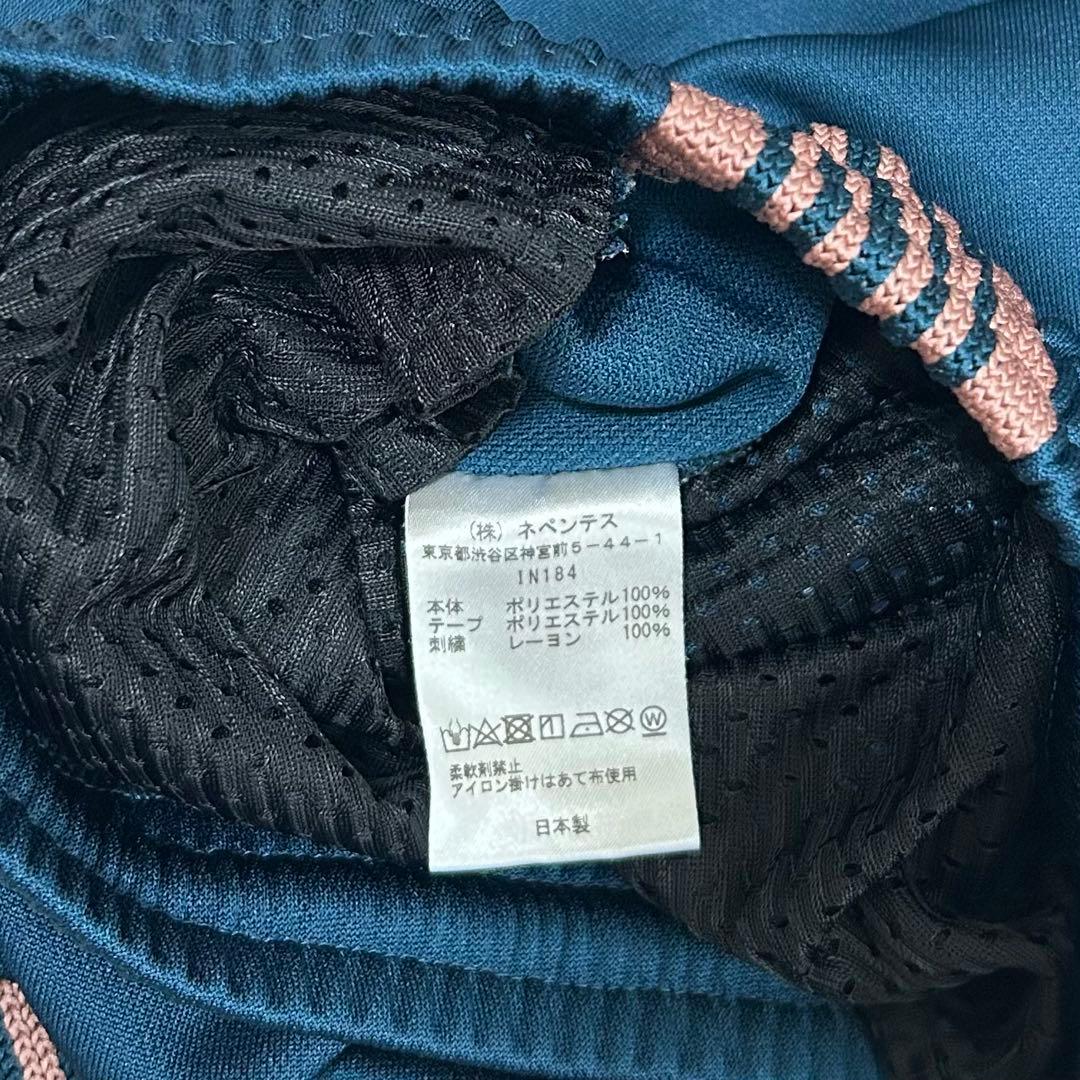 （株）ネペンテス
東京都渋谷区神宮前5－44－1
IN184
本体 ポリエステル100%
テープ ポリエステル100%
刺繍 レーヨン 100%
柔軟剤禁止
アイロン掛けはあて布使用
日本製